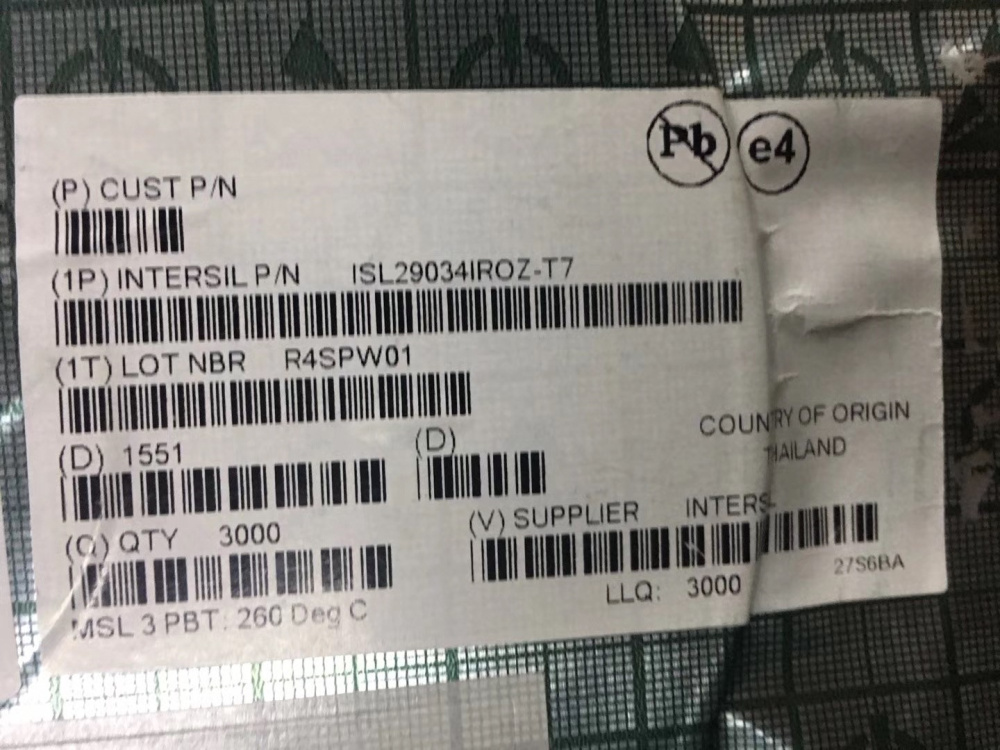 Pb e4
(P) CUST P/N
(1P) INTERSIL P/N ISL29034IROZ-T7
(1T) LOT NBR R4SPW01
(D) 1551 (D)
COUNTRY OF ORIGIN
THAILAND
(Q) QTY 3000
(V) SUPPLIER INTERS
27S6BA
LLQ: 3000
MSL 3 PBT: 260 Deg C